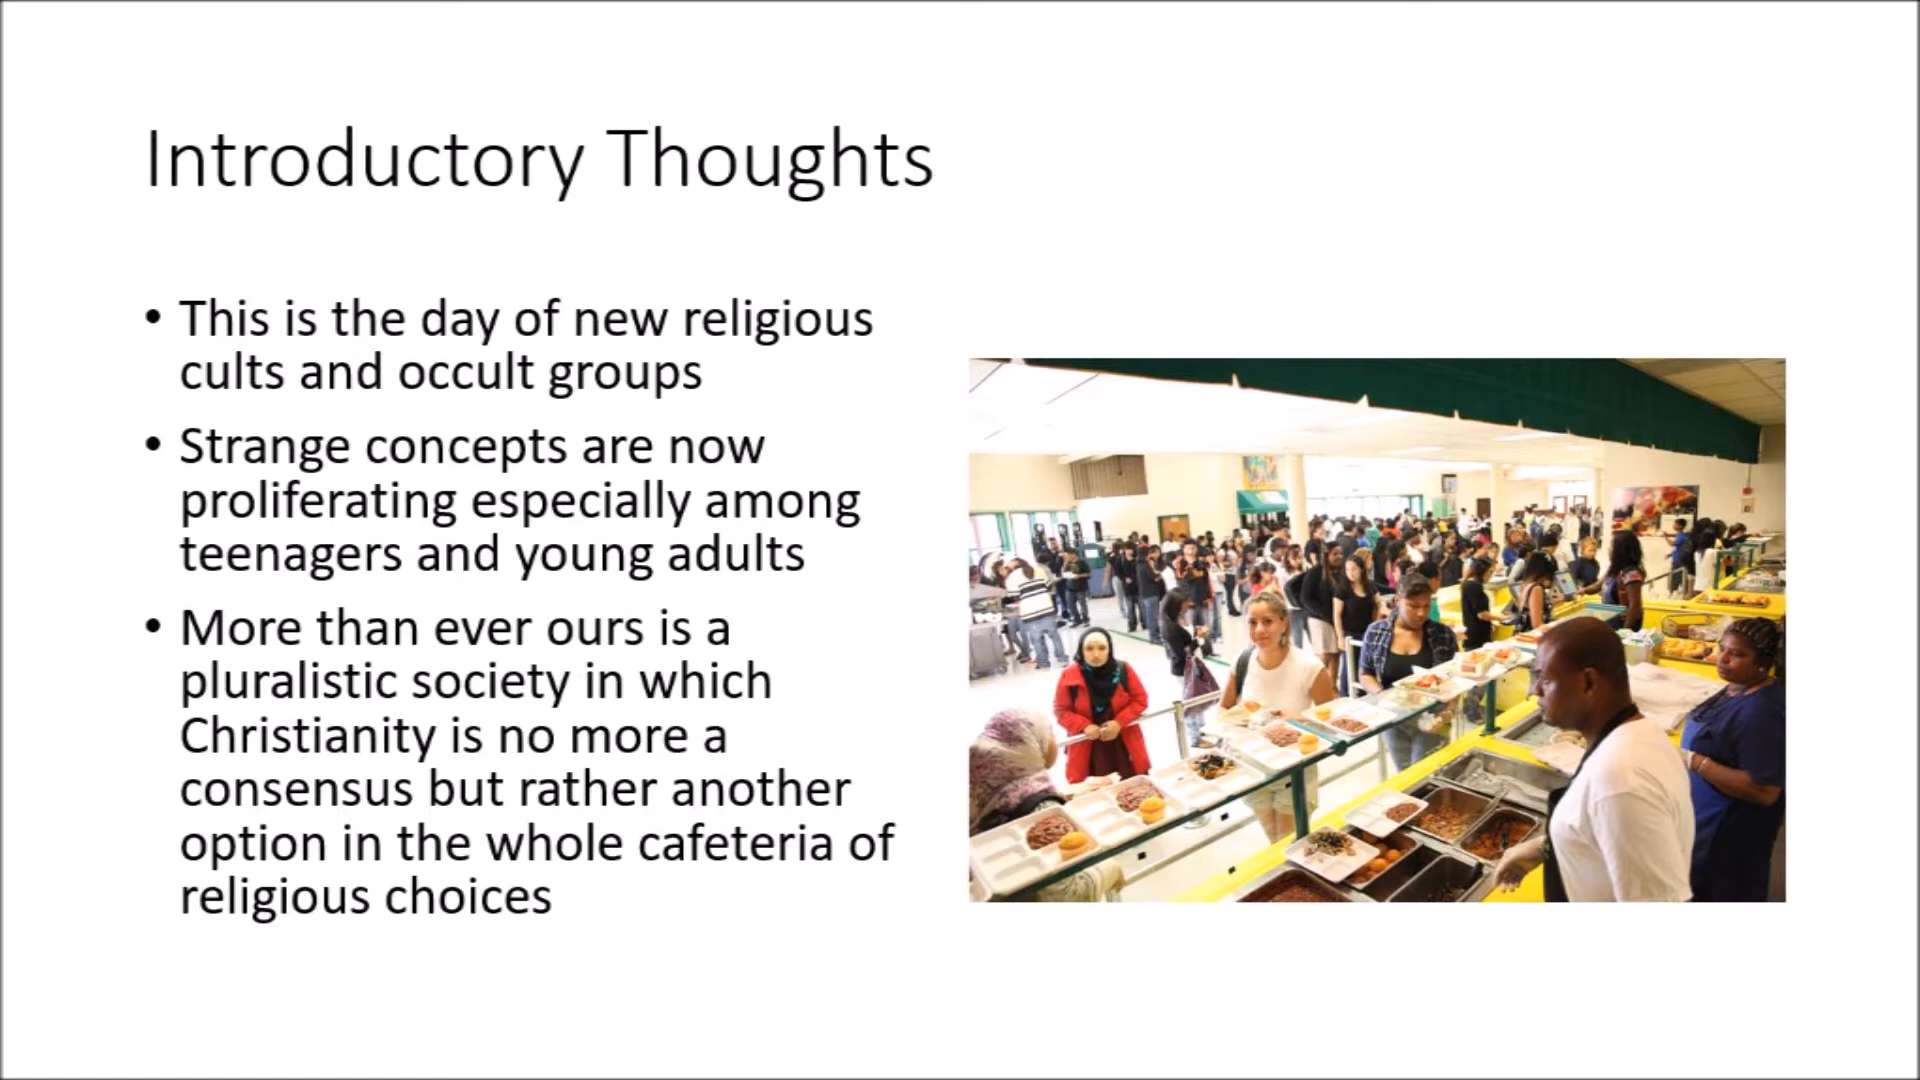 Introductory Thoughts
• This is the day of new religious
cults and occult groups
• Strange concepts are now
proliferating especially among
teenagers and young adults
• More than ever ours is a
pluralistic society in which
Christianity is no more a
consensus but rather another
option in the whole cafeteria of
religious choices